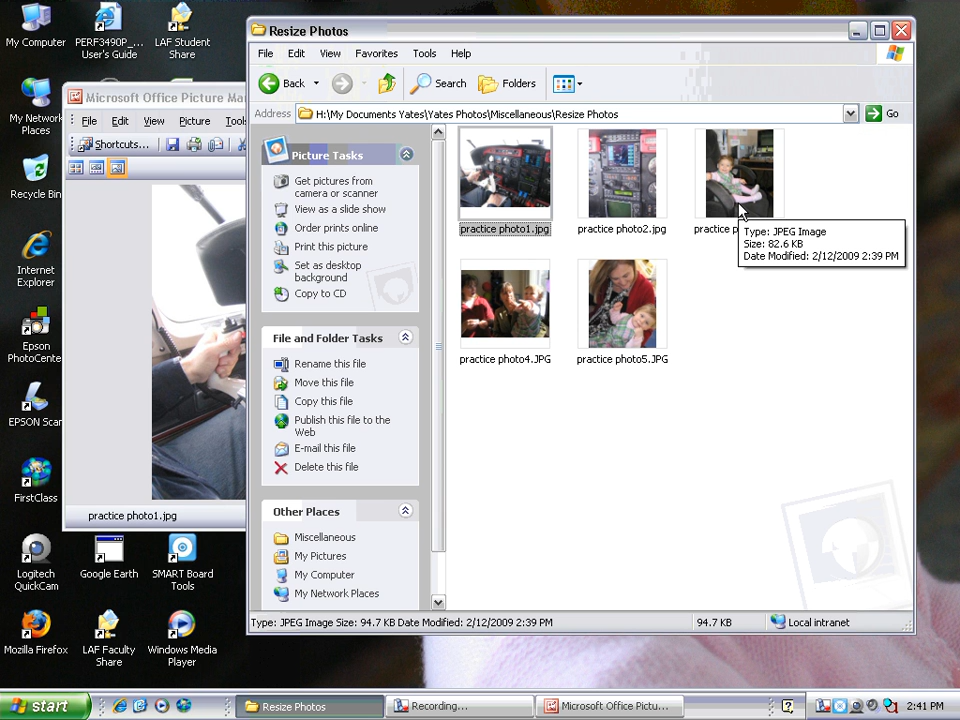 My Computer
PERF3490P_... User's Guide
LAF Student Share
My Network Places
Recycle Bin
Internet Explorer
Epson PhotoCente
EPSON Scan
FirstClass
Logitech QuickCam
Google Earth
SMART Board Tools
Mozilla Firefox
LAF Faculty Share
Windows Media Player
Microsoft Office Picture Ma
File Edit View Picture Tools
Shortcuts...
practice photo1.jpg
Resize Photos
File Edit View Favorites Tools Help
Back Search Folders
Address H:\My Documents Yates\Yates Photos\Miscellaneous\Resize Photos Go
Picture Tasks
Get pictures from
camera or scanner
View as a slide show
Order prints online
Print this picture
Set as desktop
background
Copy to CD
File and Folder Tasks
Rename this file
Move this file
Copy this file
Publish this file to the
Web
E-mail this file
Delete this file
Other Places
Miscellaneous
My Pictures
My Computer
My Network Places
practice photo1.jpg practice photo2.jpg practice p
Type: JPEG Image
Size: 82.6 KB
Date Modified: 2/12/2009 2:39 PM
practice photo4.JPG practice photo5.JPG
Type: JPEG Image Size: 94.7 KB Date Modified: 2/12/2009 2:39 PM 94.7 KB Local intranet
start Resize Photos Recording... Microsoft Office Pictu... 2:41 PM